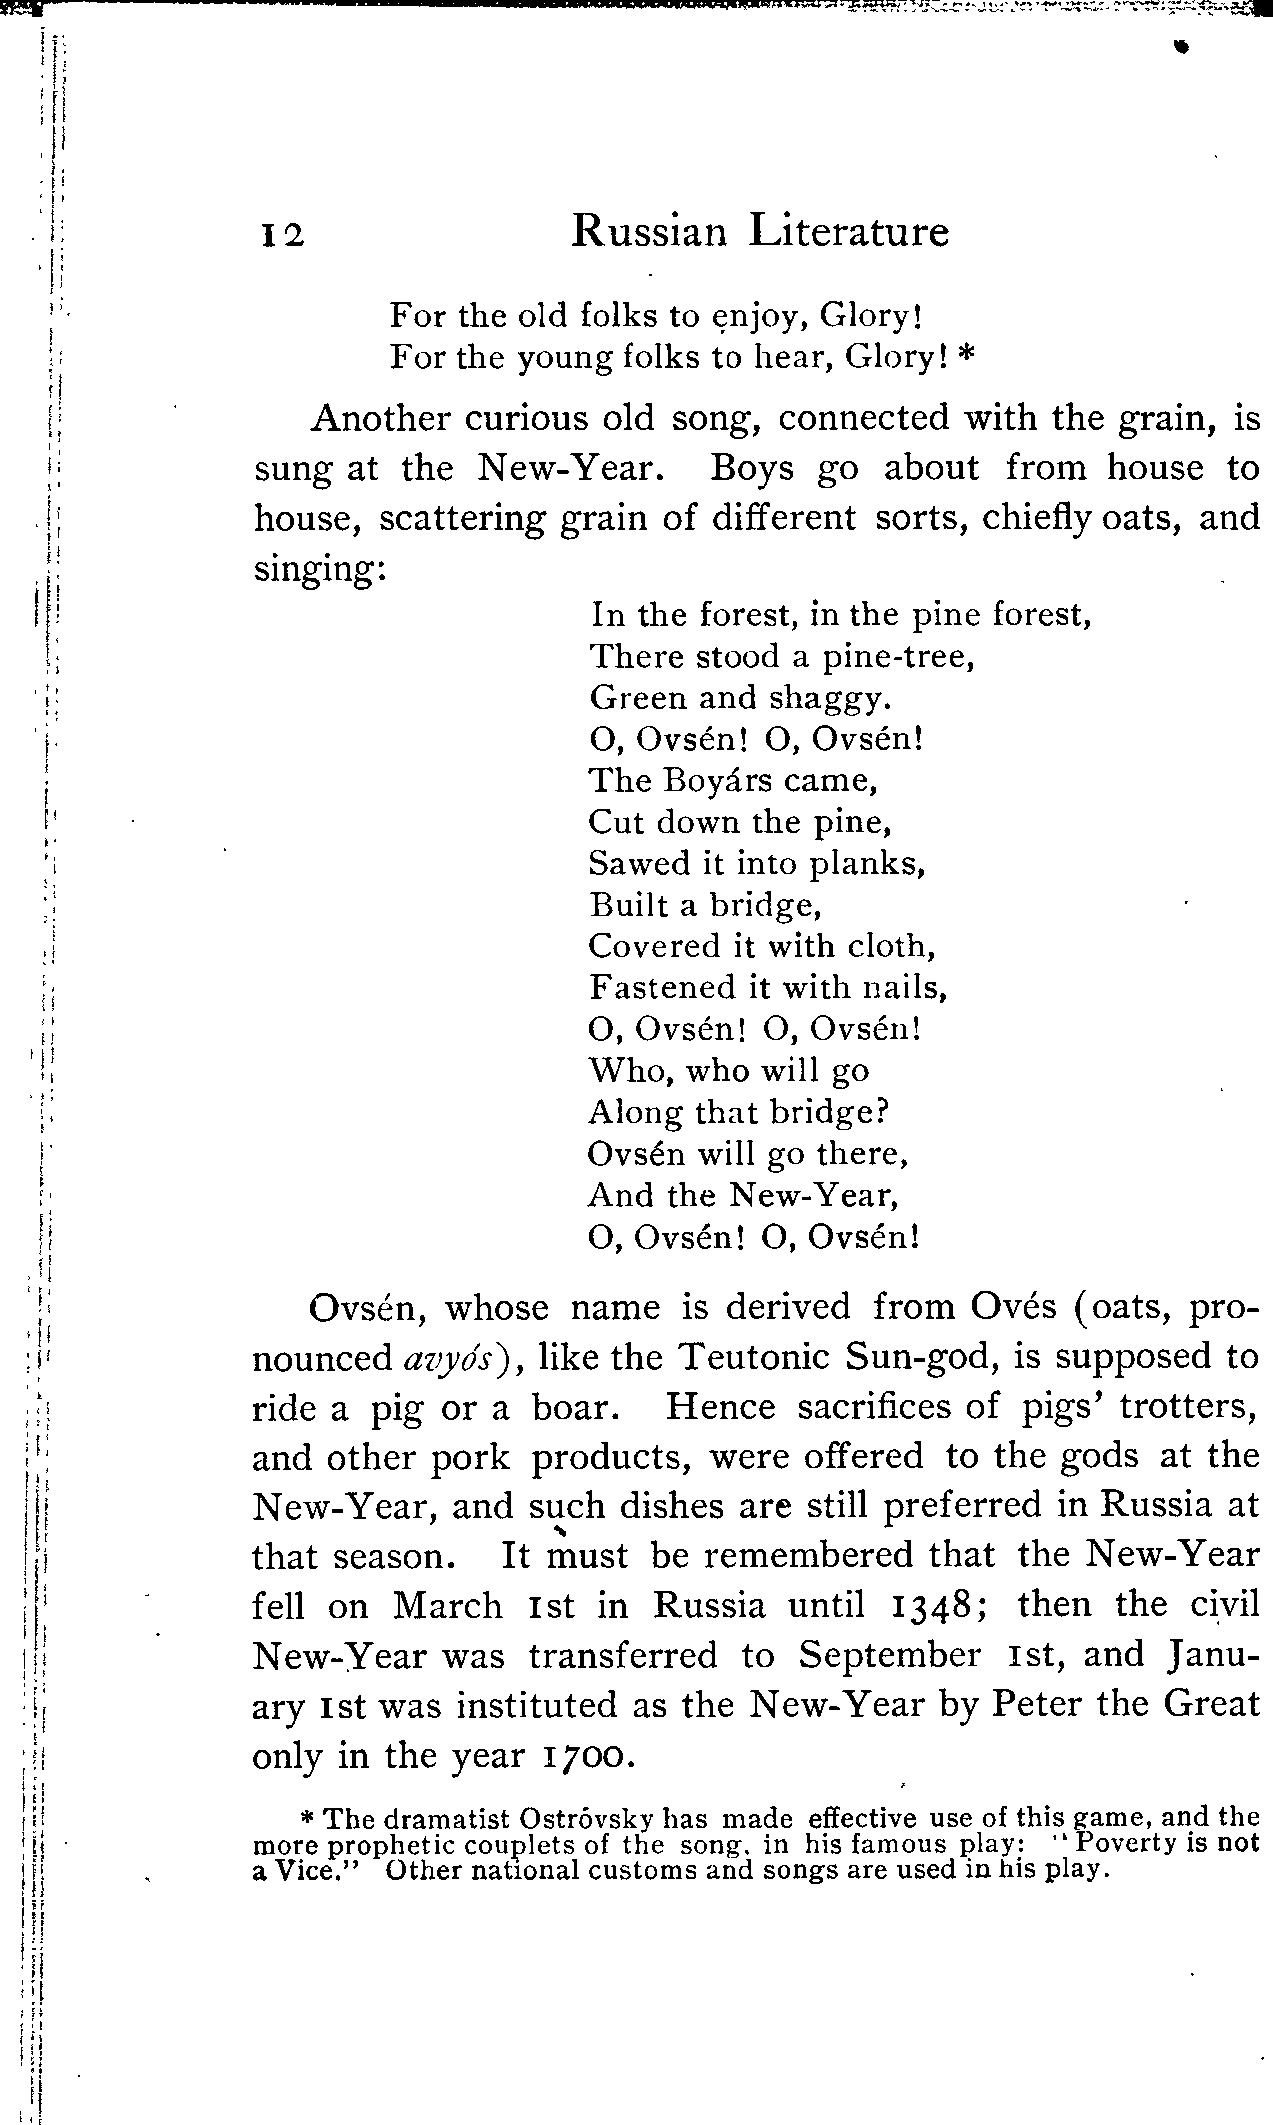 12 Russian Literature
For the old folks to enjoy, Glory!
For the young folks to hear, Glory! *
Another curious old song, connected with the grain, is
sung at the New-Year. Boys go about from house to
house, scattering grain of different sorts, chiefly oats, and
singing:
In the forest, in the pine forest,
There stood a pine-tree,
Green and shaggy.
O, Ovsén! O, Ovsén!
The Boyárs came,
Cut down the pine,
Sawed it into planks,
Built a bridge,
Covered it with cloth,
Fastened it with nails,
O, Ovsén! O, Ovsén!
Who, who will go
Along that bridge?
Ovsén will go there,
And the New-Year,
O, Ovsén! O, Ovsén!
Ovsén, whose name is derived from Ovés (oats, pro-
nounced avyós), like the Teutonic Sun-god, is supposed to
ride a pig or a boar. Hence sacrifices of pigs' trotters,
and other pork products, were offered to the gods at the
New-Year, and such dishes are still preferred in Russia at
that season. It must be remembered that the New-Year
fell on March 1st in Russia until 1348; then the civil
New-Year was transferred to September 1st, and Janu-
ary 1st was instituted as the New-Year by Peter the Great
only in the year 1700.
* The dramatist Ostróvsky has made effective use of this game, and the
more prophetic couplets of the song, in his famous play: "Poverty is not
a Vice." Other national customs and songs are used in his play.